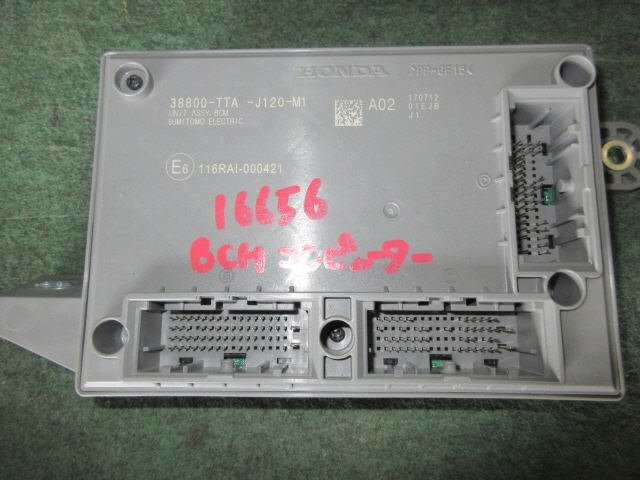 HONDA
>PP-GF15<
38800-TTA -J120-M1
UNIT ASSY,BCM
SUMITOMO ELECTRIC
A02
170712
01EJB
J1
E6 116RAI-000421
16656
BCM コンピューター